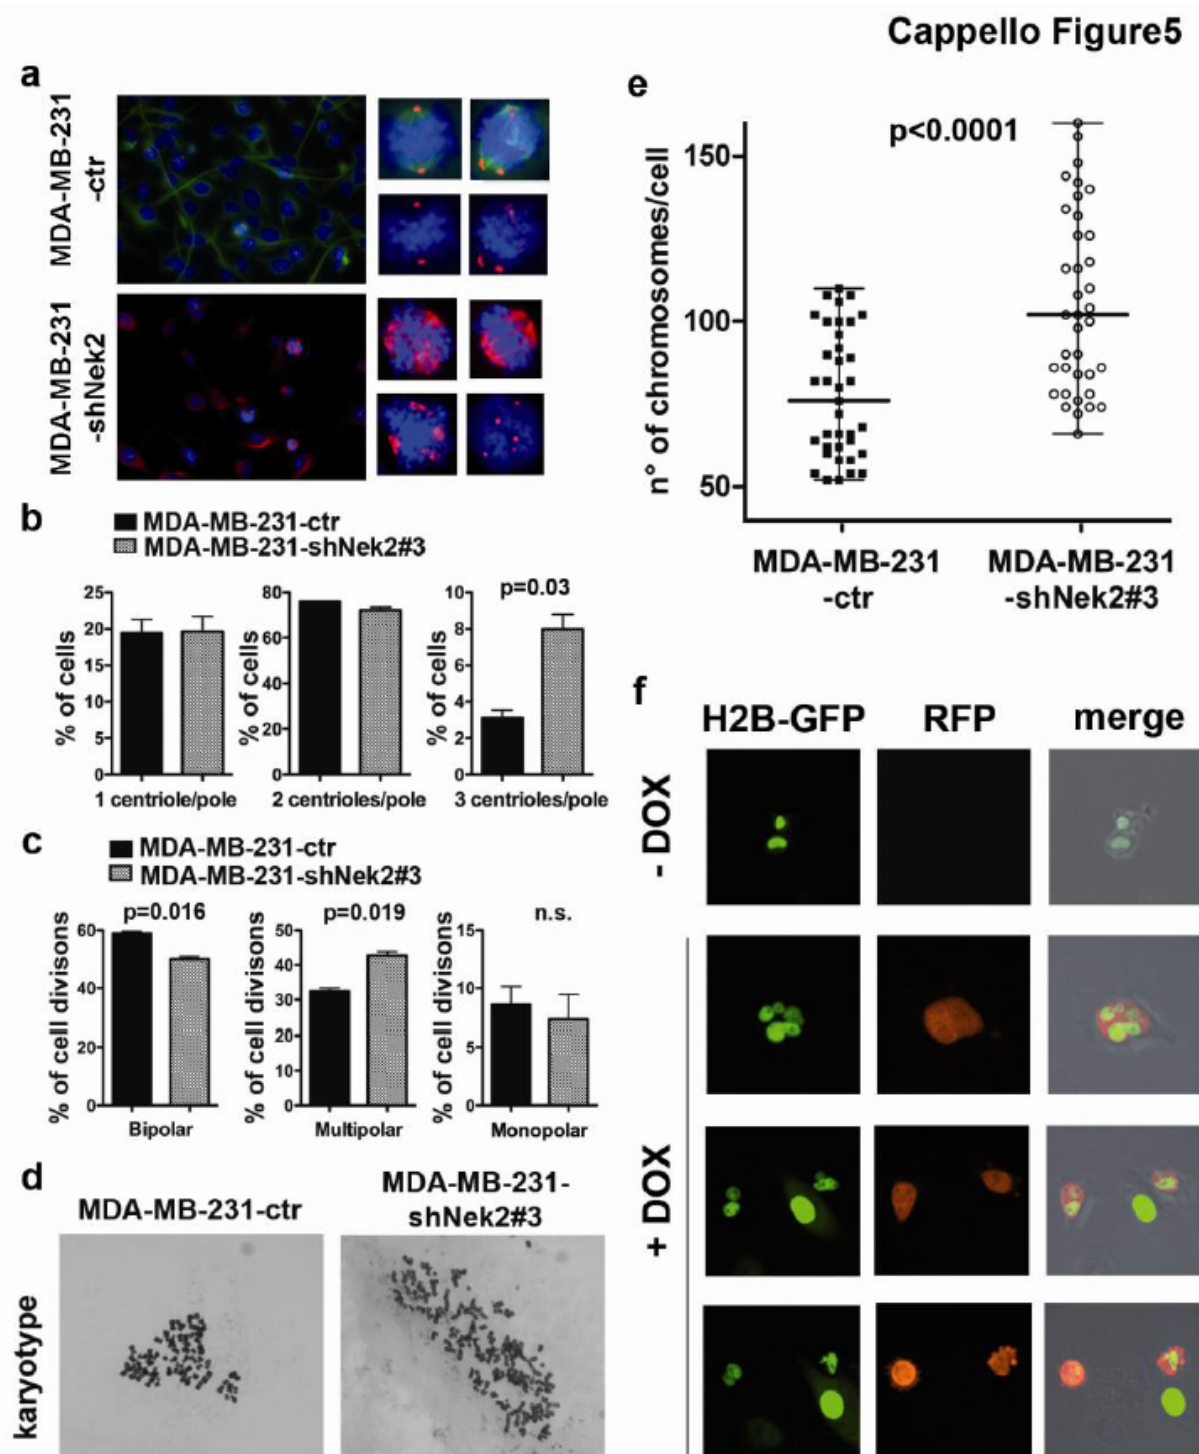 Cappello Figure5
a
MDA-MB-231
-ctr
MDA-MB-231
-shNek2
b
MDA-MB-231-ctr
MDA-MB-231-shNek2#3
% of cells
25
20
15
10
5
0
1 centriole/pole
% of cells
80
60
40
20
0
2 centrioles/pole
% of cells
p=0.03
10
8
6
4
2
0
3 centrioles/pole
c
MDA-MB-231-ctr
MDA-MB-231-shNek2#3
% of cell divisons
p=0.016
60
40
20
0
Bipolar
% of cell divisons
p=0.019
50
40
30
20
10
0
Multipolar
% of cell divisons
n.s.
15
10
5
0
Monopolar
d
MDA-MB-231-ctr
MDA-MB-231-
shNek2#3
karyotype
e
n° of chromosomes/cell
p<0.0001
150
100
50
MDA-MB-231
-ctr
MDA-MB-231
-shNek2#3
f
H2B-GFP RFP merge
- DOX
+ DOX